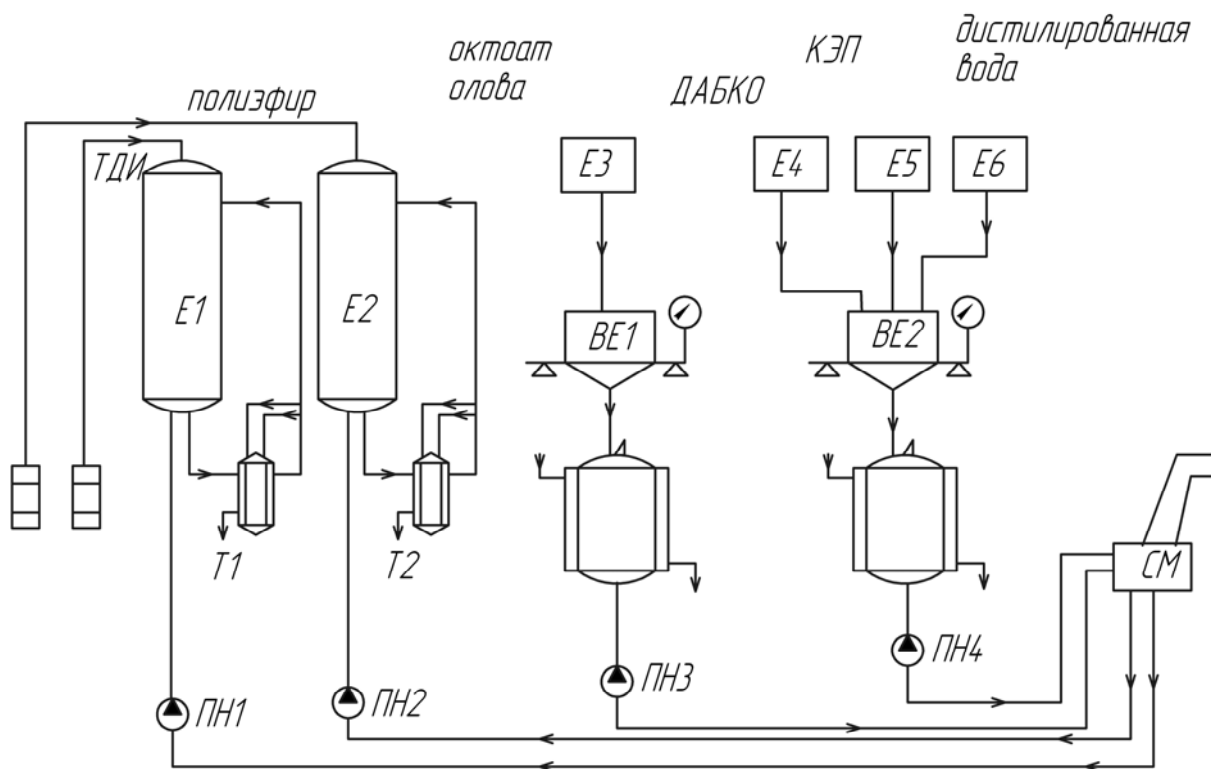 октоат
олова
КЭП
дистилированная
вода
ДАБКО
полиэфир
ТДИ
Е3
Е4
Е5
Е6
Е1
Е2
ВЕ1
ВЕ2
Т1
Т2
СМ
ПН1
ПН2
ПН3
ПН4